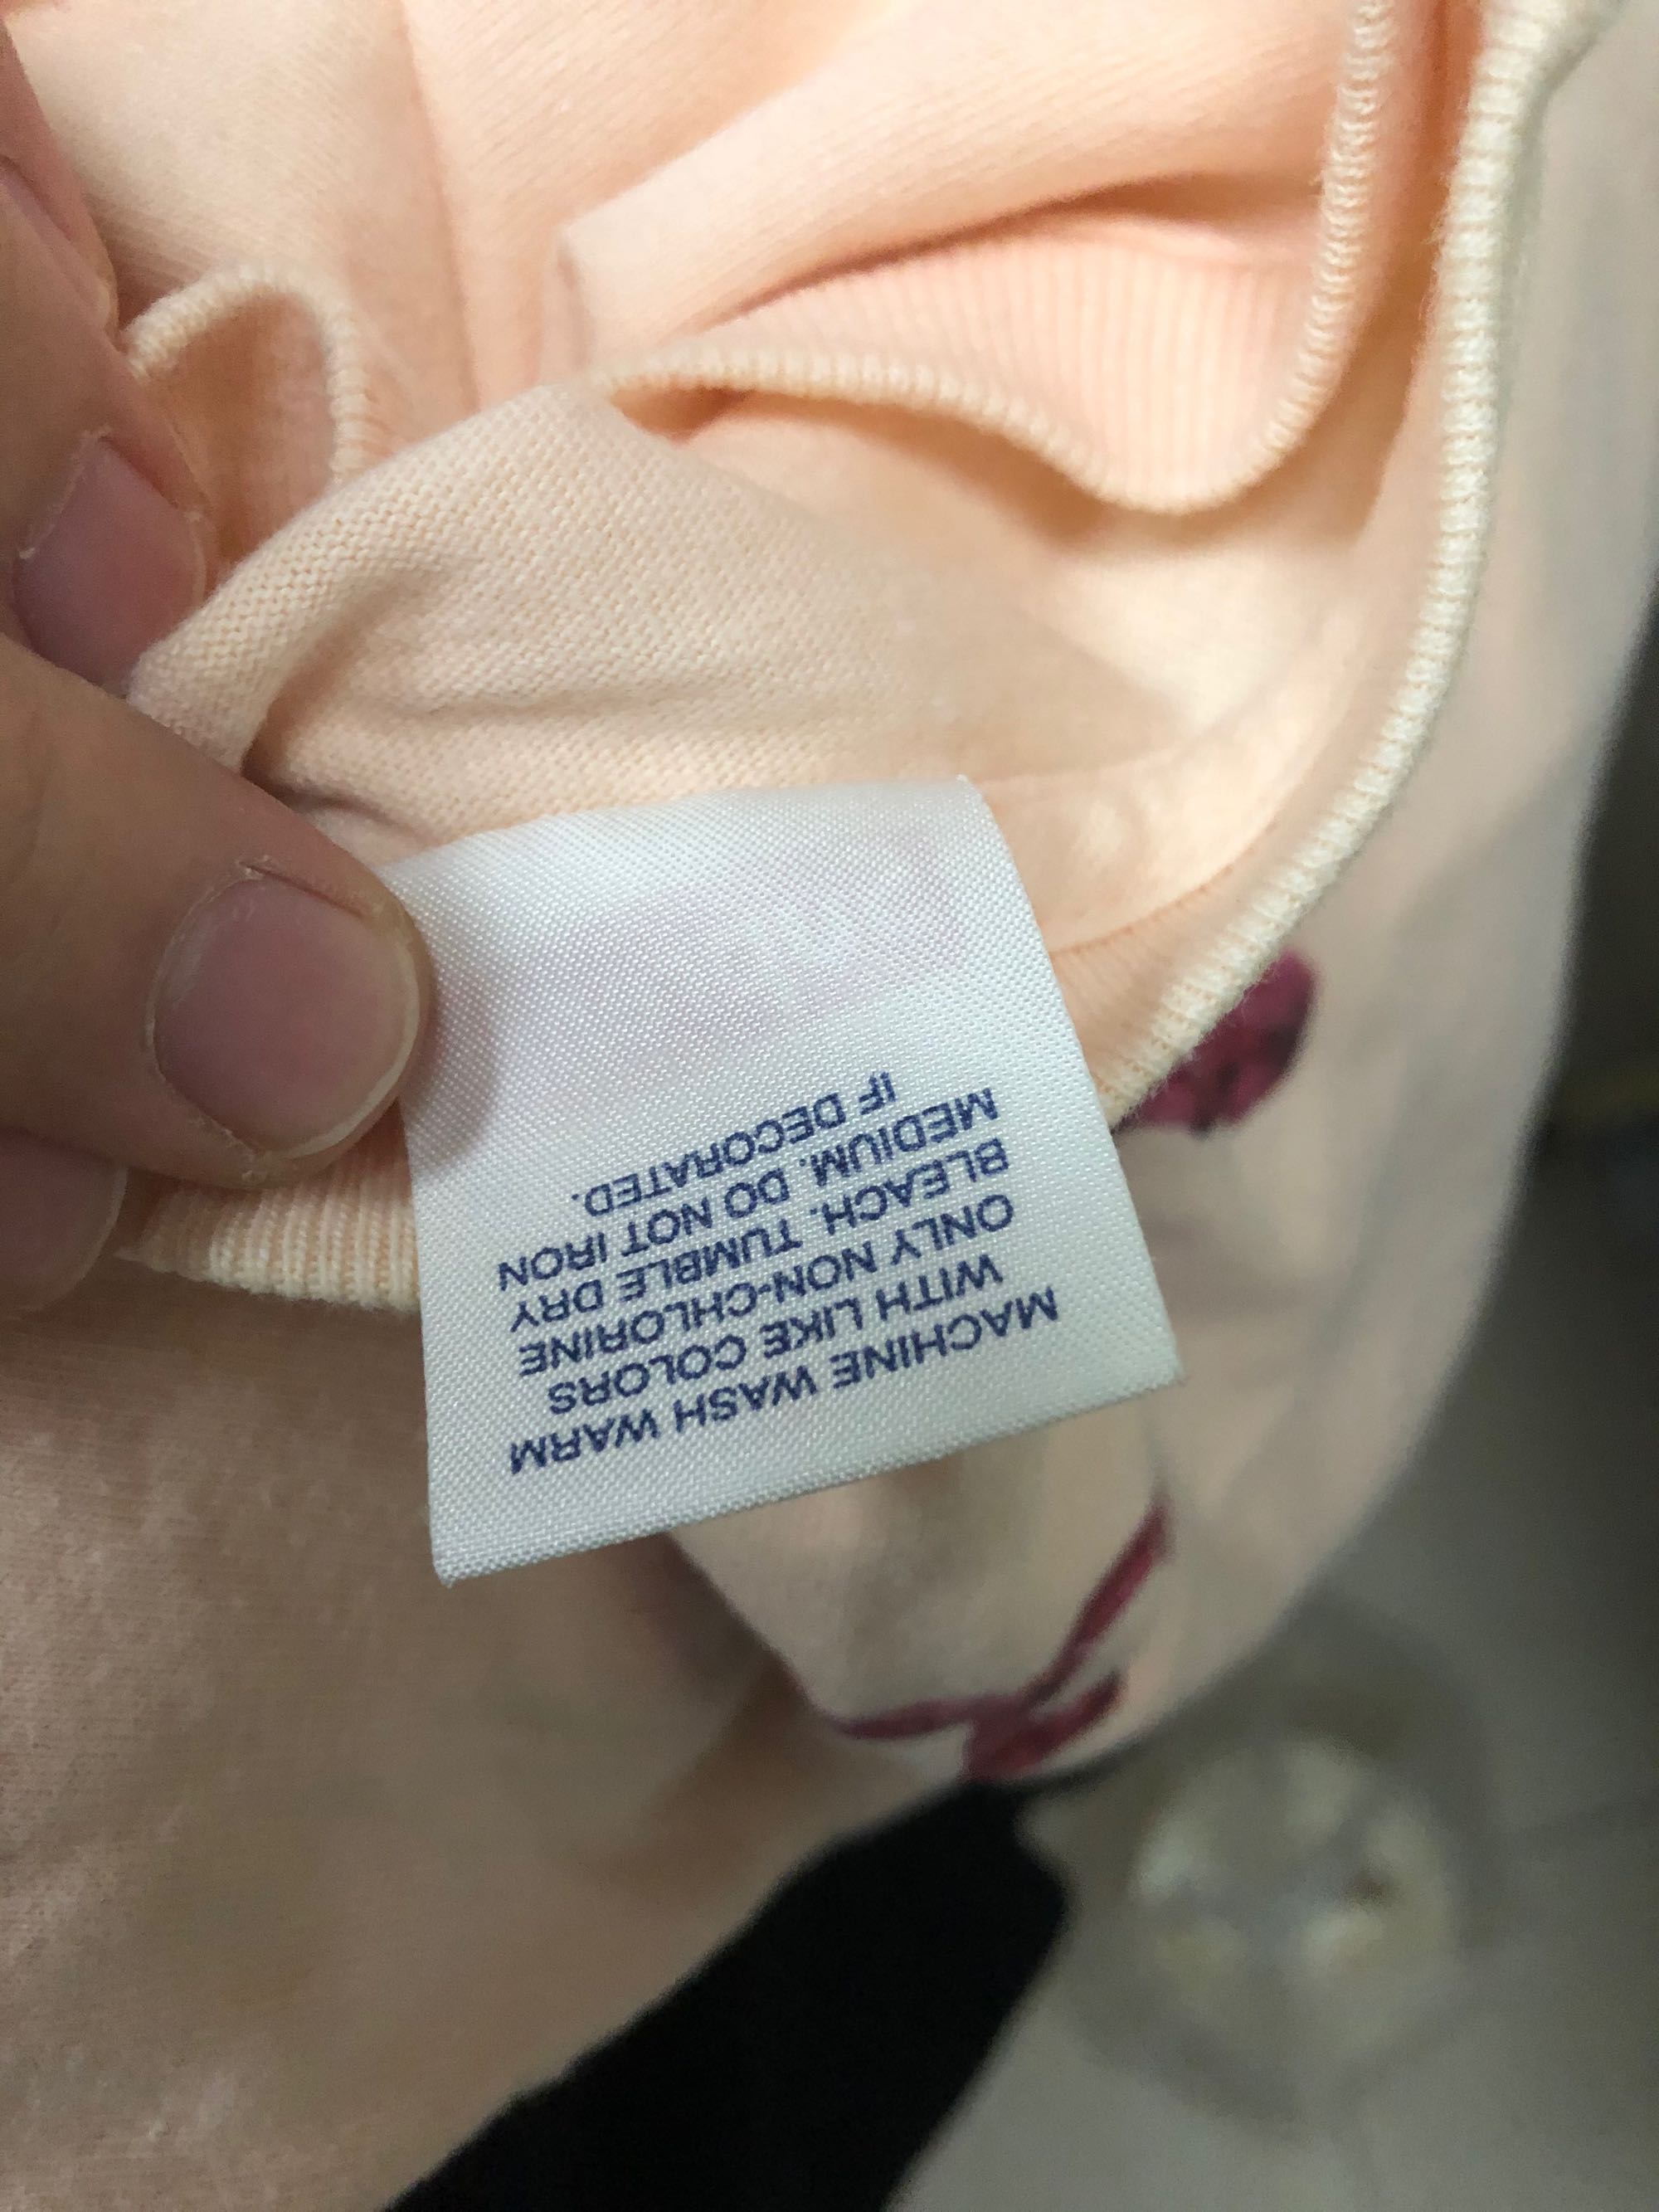 MACHINE WASH WARM
WITH LIKE COLORS
ONLY NON-CHLORINE
BLEACH. TUMBLE DRY
MEDIUM. DO NOT IRON
IF DECORATED.